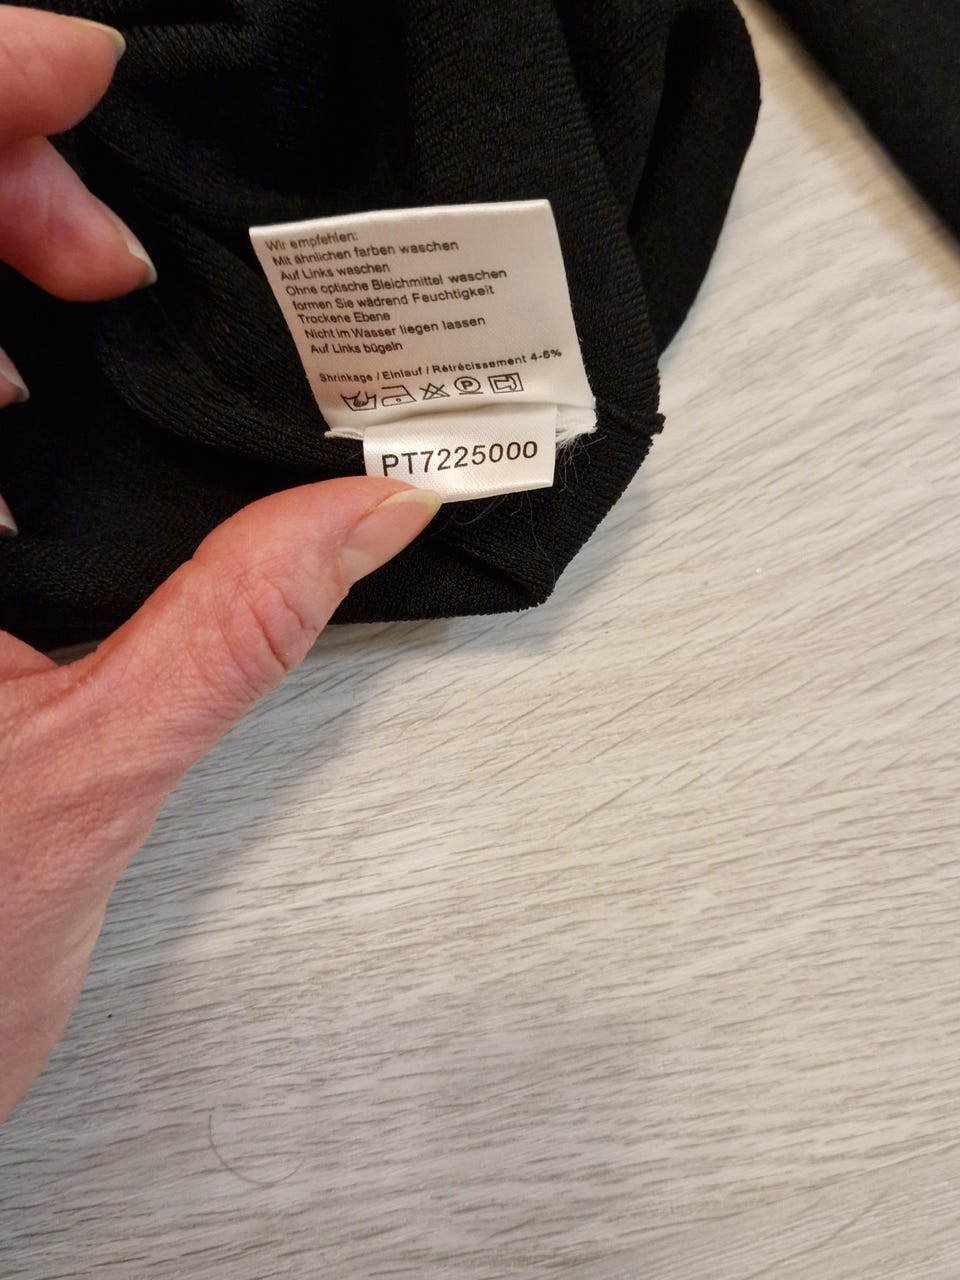 Wir empfehlen:
Mit ähnlichen farben waschen
Auf Links waschen
Ohne optische Bleichmittel waschen
formen Sie wädrend Feuchtigkeit
Trockene Ebene
Nicht im Wasser liegen lassen
Auf Links bügeln
Shrinkage / Einlauf / Rétrécissement 4-6%
P
PT7225000